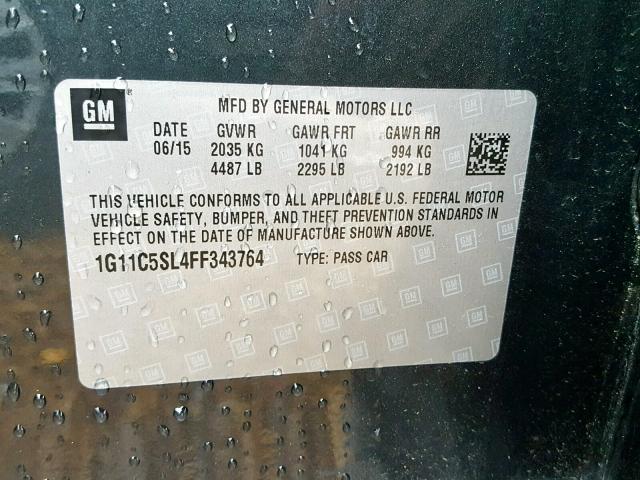 GM
MFD BY GENERAL MOTORS LLC
DATE GVWR GAWR FRT GAWR RR
06/15 2035 KG 1041 KG 994 KG
4487 LB 2295 LB 2192 LB
THIS VEHICLE CONFORMS TO ALL APPLICABLE U.S. FEDERAL MOTOR
VEHICLE SAFETY, BUMPER, AND THEFT PREVENTION STANDARDS IN
EFFECT ON THE DATE OF MANUFACTURE SHOWN ABOVE.
1G11C5SL4FF343764 TYPE: PASS CAR